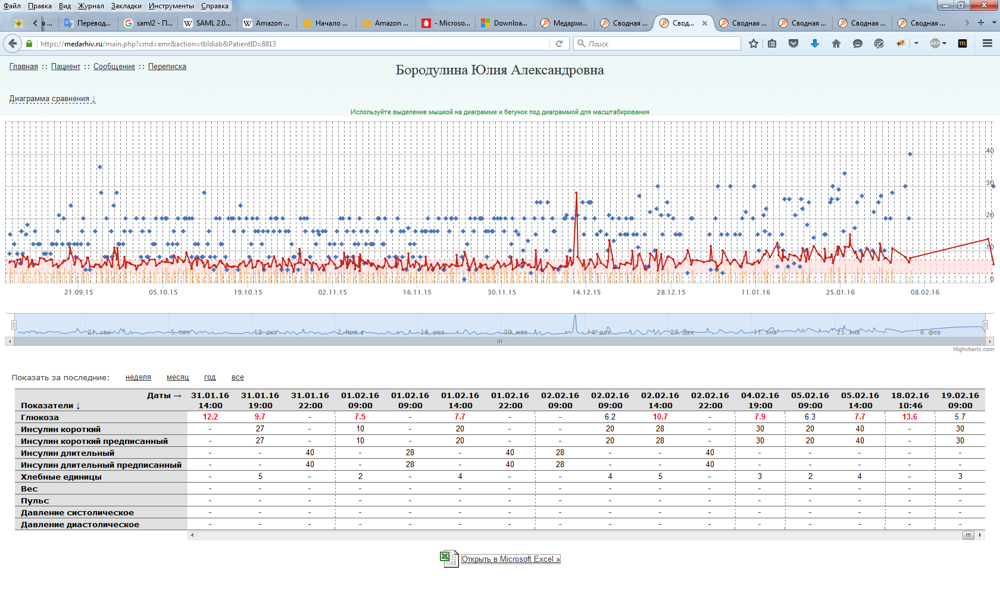 Файл Правка Вид Журнал Закладки Инструменты Справка
я ... Перевод... saml2 - П... SAML 2.0... Amazon ... Начало ... Amazon ... - Microso... Downloa... Медархи... Сводная ... Свод... Сводная ... Сводная ... Сводная ... Сводная ...
https://medarhiv.ru/main.php?cmd=emr&action=tbldiab&PatientID=8813 Поиск ABP m
Главная :: Пациент :: Сообщение :: Переписка
Бородулина Юлия Александровна
Диаграмма сравнения ↓
Используйте выделение мышкой на диаграмме и бегунок под диаграммой для масштабирования
40
30
20
10
0
21.09.15 05.10.15 19.10.15 02.11.15 16.11.15 30.11.15 14.12.15 28.12.15 11.01.16 25.01.16 08.02.16
21. сен 5. окт 19. окт 2. ноя 16. ноя 30. ноя 14. дек 28. дек 11. янв 25. янв 8. фев
Highcharts.com
Показать за последние: неделя месяц год все
Даты → 31.01.16 31.01.16 31.01.16 01.02.16 01.02.16 01.02.16 01.02.16 02.02.16 02.02.16 02.02.16 02.02.16 04.02.16 05.02.16 05.02.16 18.02.16 19.02.16
Показатели ↓ 14:00 19:00 22:00 09:00 09:00 14:00 22:00 09:00 09:00 14:00 22:00 19:00 09:00 14:00 10:46 09:00
Глюкоза 12.2 9.7 - 7.5 - 7.7 - - 6.2 10.7 - 7.9 6.3 7.7 13.6 5.7
Инсулин короткий - 27 - 10 - 20 - - 20 28 - 30 20 40 - 30
Инсулин короткий предписанный - 27 - 10 - 20 - - 20 28 - 30 20 40 - 30
Инсулин длительный - - 40 - 28 - 40 28 - - 40 - - - - -
Инсулин длительный предписанный - - 40 - 28 - 40 28 - - 40 - - - - -
Хлебные единицы - 5 - 2 - 4 - - 4 5 - 3 2 4 - 3
Вес - - - - - - - - - - - - - - - -
Пульс - - - - - - - - - - - - - - - -
Давление систолическое - - - - - - - - - - - - - - - -
Давление диастолическое - - - - - - - - - - - - - - - -
Открыть в Microsoft Excel »